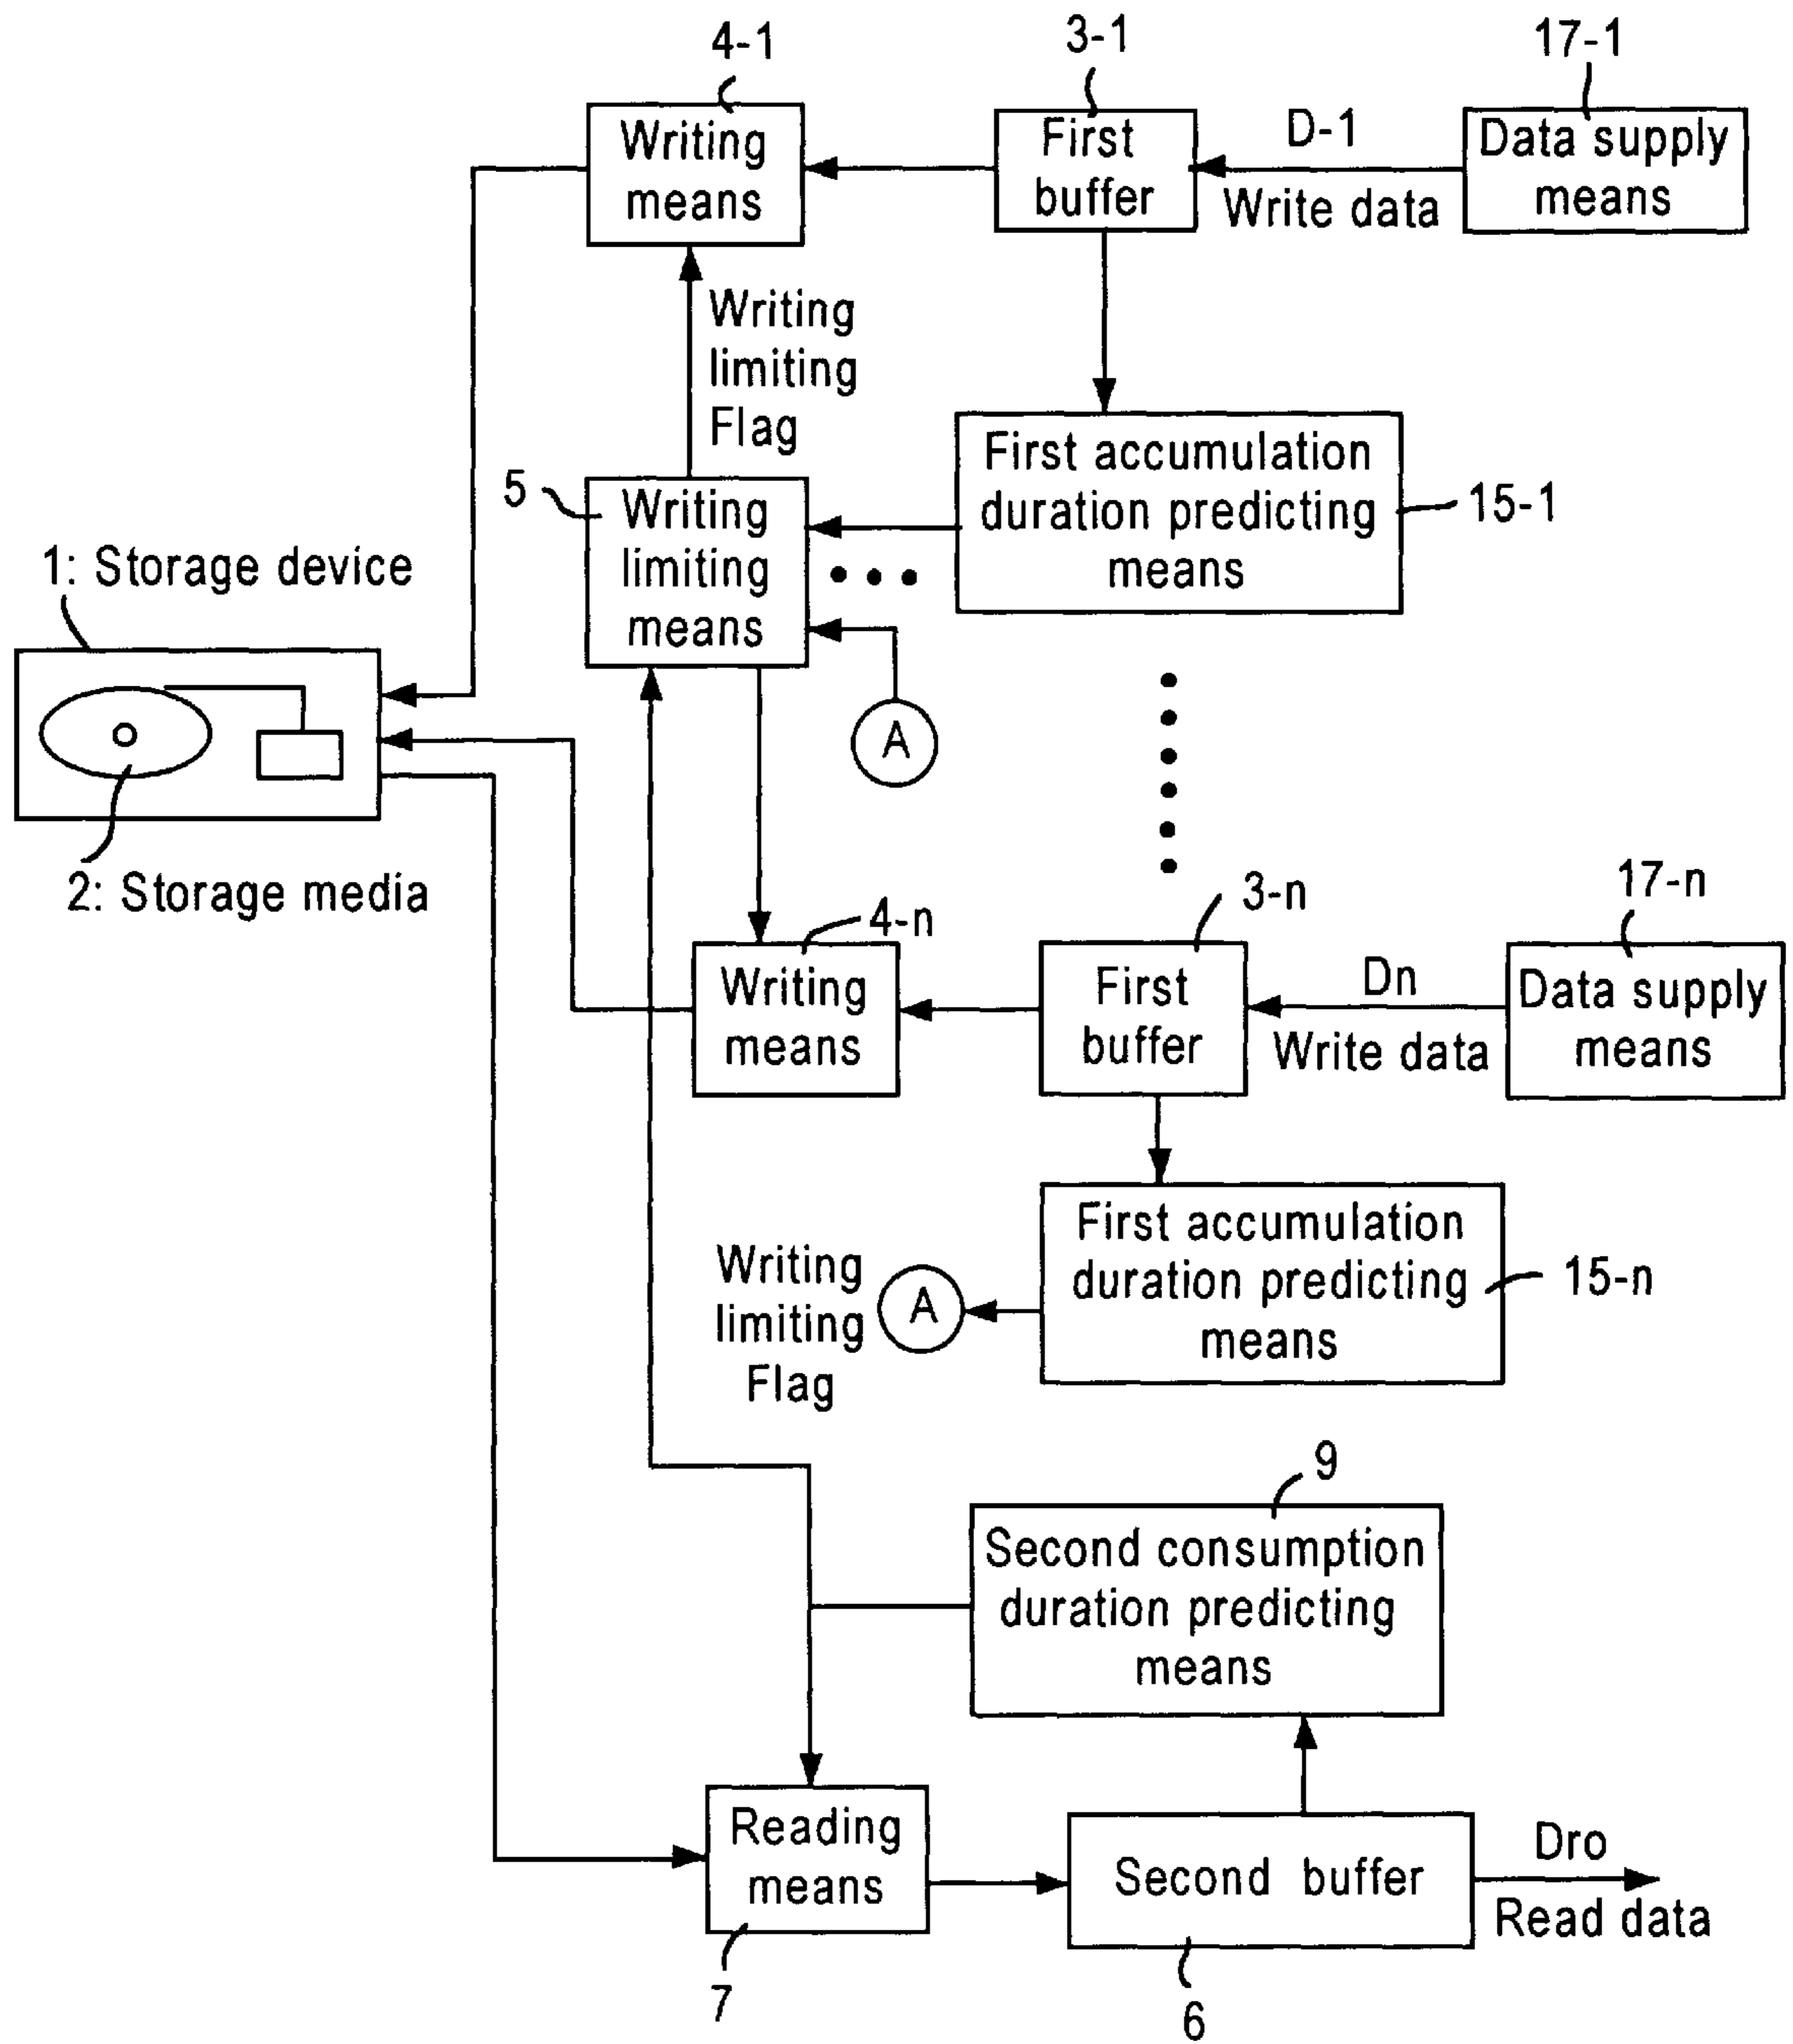 4-1
3-1
17-1
Writing
means
First
buffer
D-1
Write data
Data supply
means
Writing
limiting
Flag
5
Writing
limiting
means
First accumulation
duration predicting
means
15-1
1: Storage device
A
2: Storage media
4-n
3-n
17-n
Writing
means
First
buffer
Dn
Write data
Data supply
means
Writing
limiting
Flag
A
First accumulation
duration predicting
means
15-n
9
Second consumption
duration predicting
means
Reading
means
7
Second buffer
6
Dro
Read data